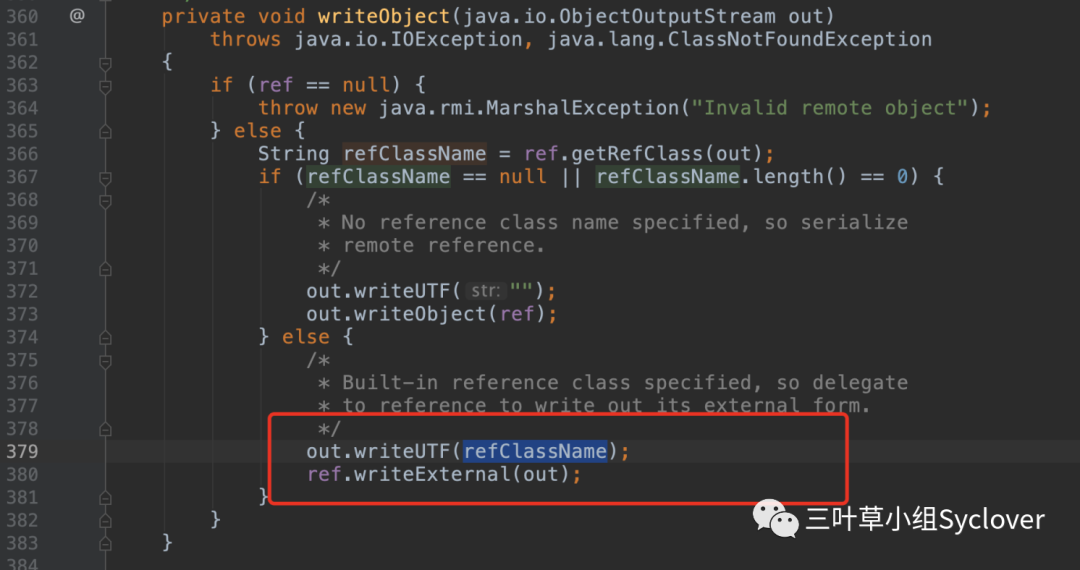 360 @ private void writeObject(java.io.ObjectOutputStream out)
361 throws java.io.IOException, java.lang.ClassNotFoundException
362 {
363 if (ref == null) {
364 throw new java.rmi.MarshalException("Invalid remote object");
365 } else {
366 String refClassName = ref.getRefClass(out);
367 if (refClassName == null || refClassName.length() == 0) {
368 /*
369 * No reference class name specified, so serialize
370 * remote reference.
371 */
372 out.writeUTF( str: "");
373 out.writeObject(ref);
374 } else {
375 /*
376 * Built-in reference class specified, so delegate
377 * to reference to write out its external form.
378 */
379 out.writeUTF(refClassName);
380 ref.writeExternal(out);
381 }
382 }
383 }
384
三叶草小组Syclover